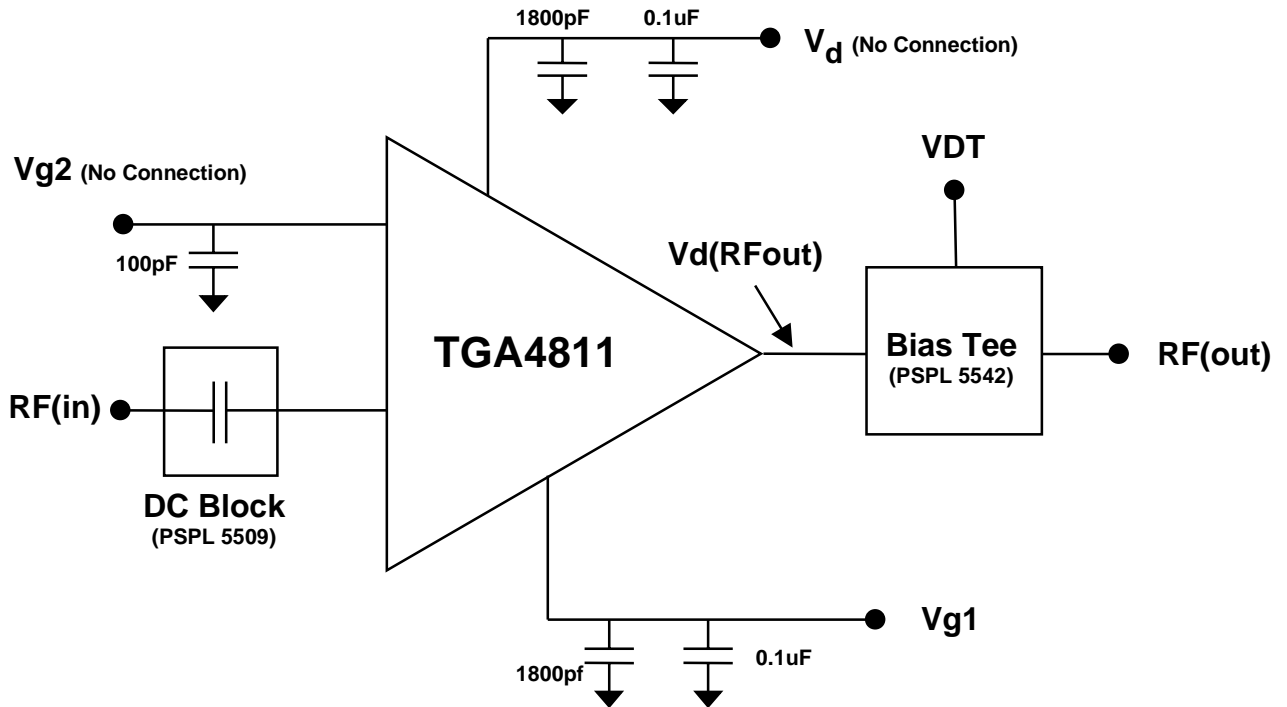 1800pF
0.1uF
Vd (No Connection)
VDT
Vg2 (No Connection)
100pF
Vd(RFout)
TGA4811
Bias Tee
(PSPL 5542)
RF(out)
RF(in)
DC Block
(PSPL 5509)
Vg1
1800pf
0.1uF